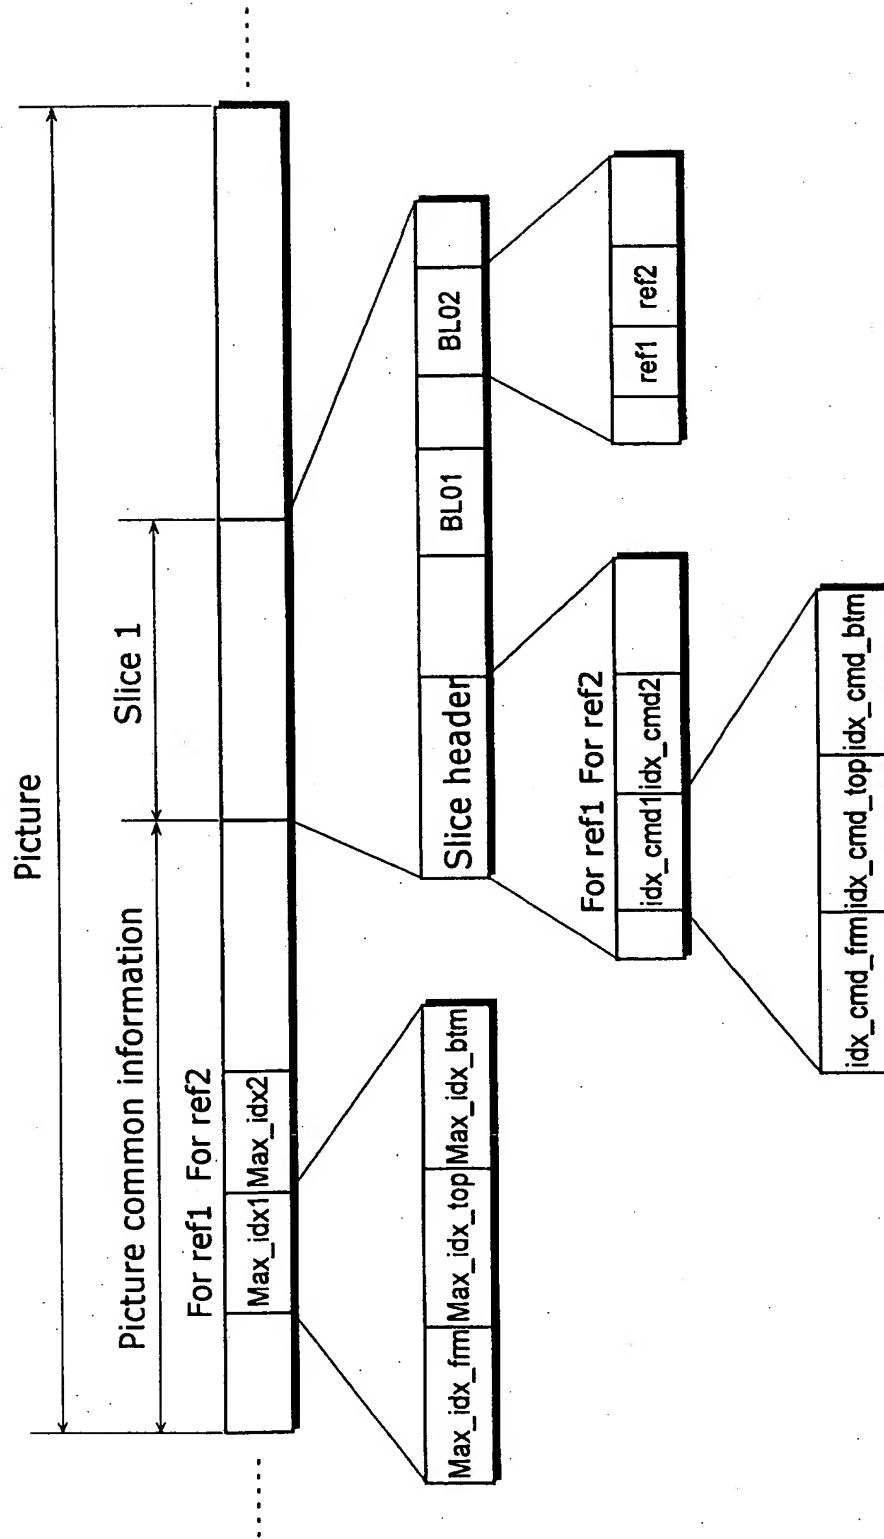 Picture
Picture common information
Slice 1
For ref1 For ref2
Max_idx1 Max_idx2
Max_idx_frm Max_idx_top Max_idx_btm
Slice header BL01 BL02
For ref1 For ref2
idx_cmd1 idx_cmd2
ref1 ref2
idx_cmd_frm idx_cmd_top idx_cmd_btm